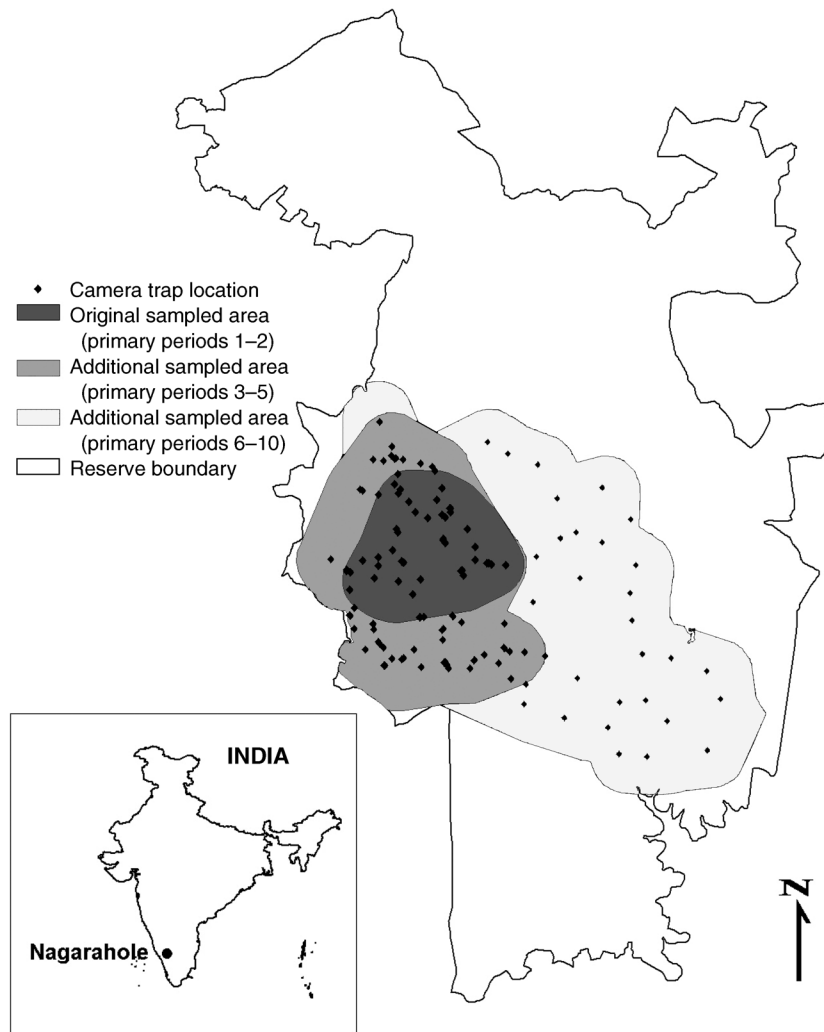 Camera trap location
Original sampled area
(primary periods 1–2)
Additional sampled area
(primary periods 3–5)
Additional sampled area
(primary periods 6–10)
Reserve boundary
INDIA
Nagarahole
N